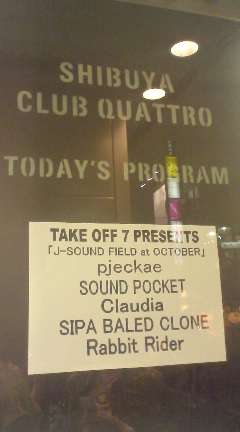 SHIBUYA
CLUB QUATTRO
TODAY'S PROGRAM
TAKE OFF 7 PRESENTS
「J-SOUND FIELD at OCTOBER」
pjeckae
SOUND POCKET
Claudia
SIPA BALED CLONE
Rabbit Rider